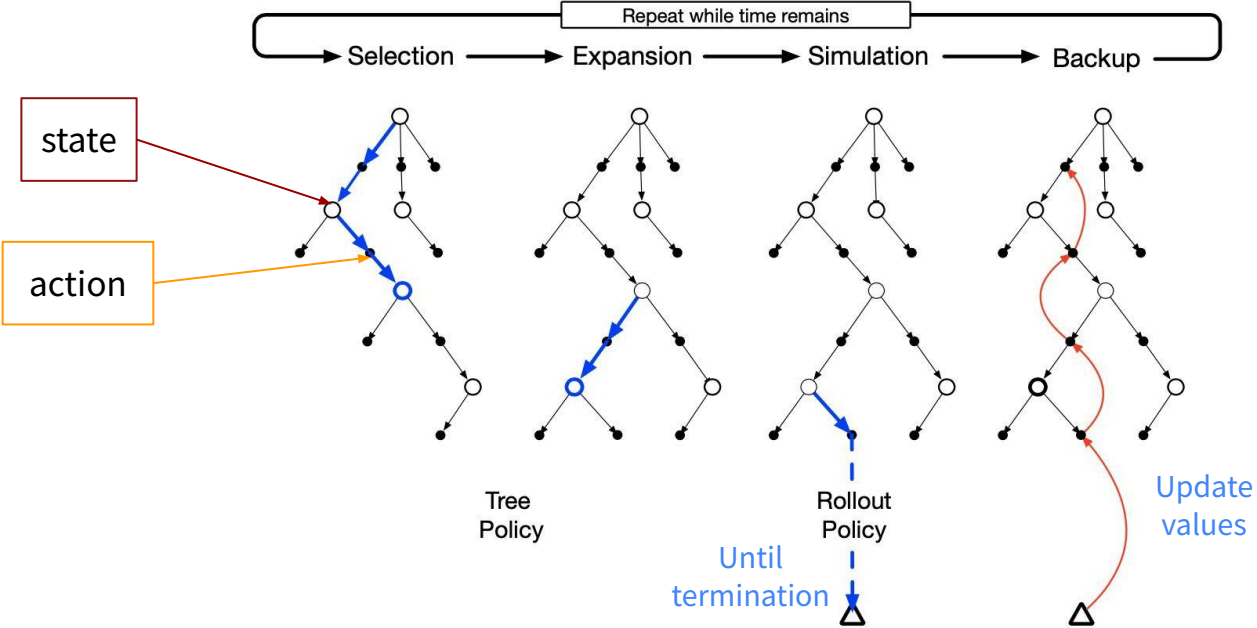 Repeat while time remains
Selection
Expansion
Simulation
Backup
state
action
Tree
Policy
Rollout
Policy
Until
termination
Update
values